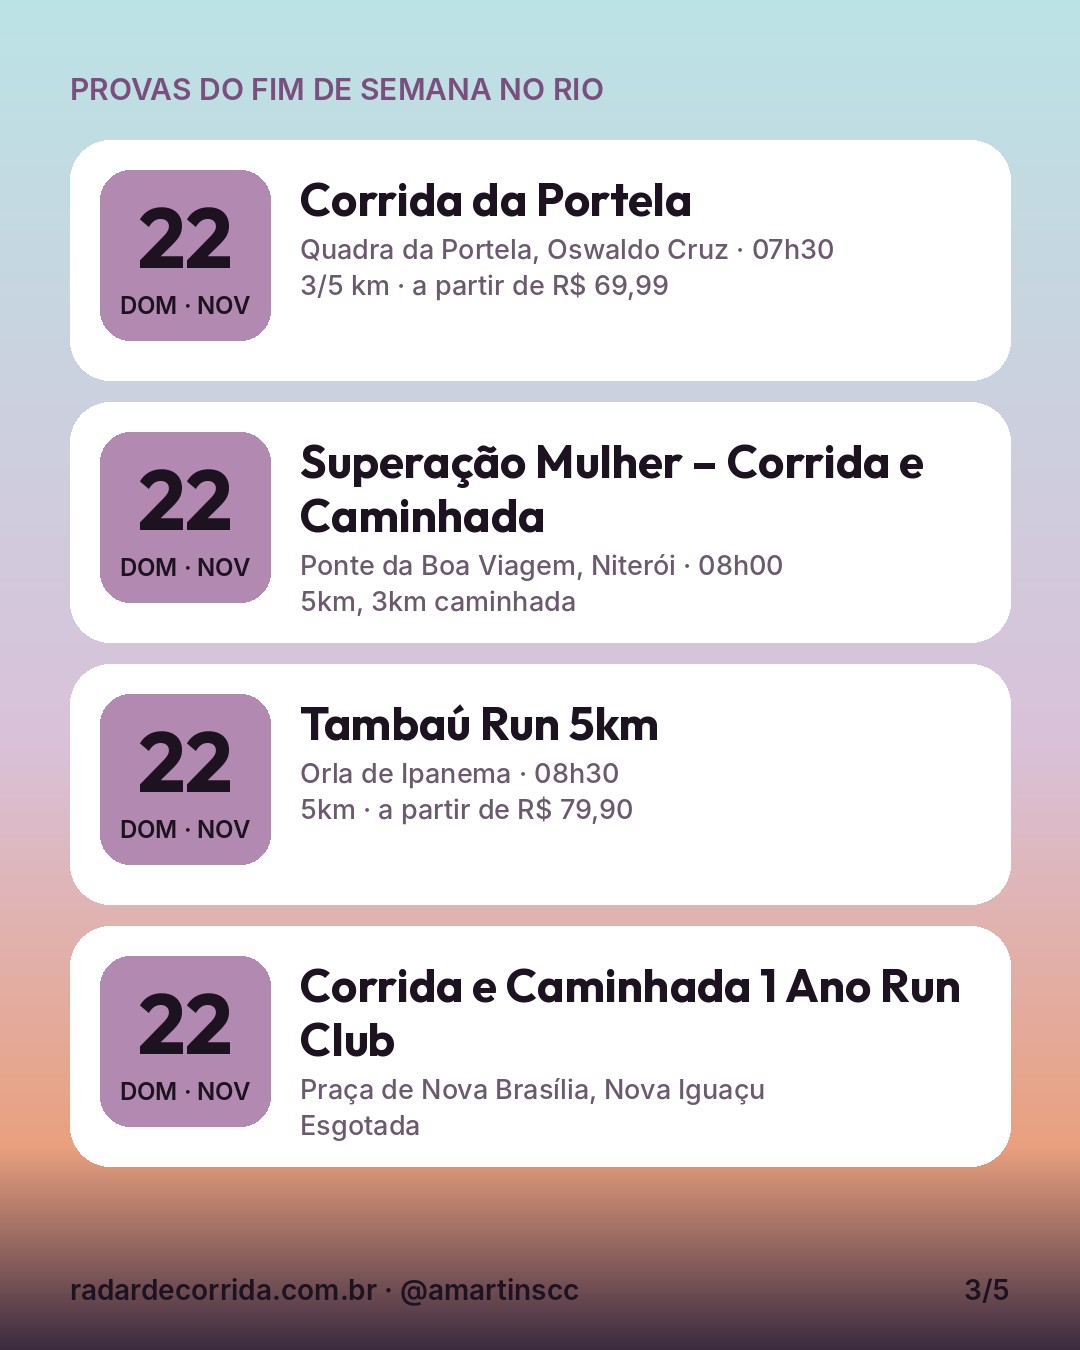 PROVAS DO FIM DE SEMANA NO RIO
22
DOM · NOV
Corrida da Portela
Quadra da Portela, Oswaldo Cruz · 07h30
3/5 km · a partir de R$ 69,99
22
DOM · NOV
Superação Mulher – Corrida e
Caminhada
Ponte da Boa Viagem, Niterói · 08h00
5km, 3km caminhada
22
DOM · NOV
Tambaú Run 5km
Orla de Ipanema · 08h30
5km · a partir de R$ 79,90
22
DOM · NOV
Corrida e Caminhada 1 Ano Run
Club
Praça de Nova Brasília, Nova Iguaçu
Esgotada
radardecorrida.com.br · @amartinscc
3/5